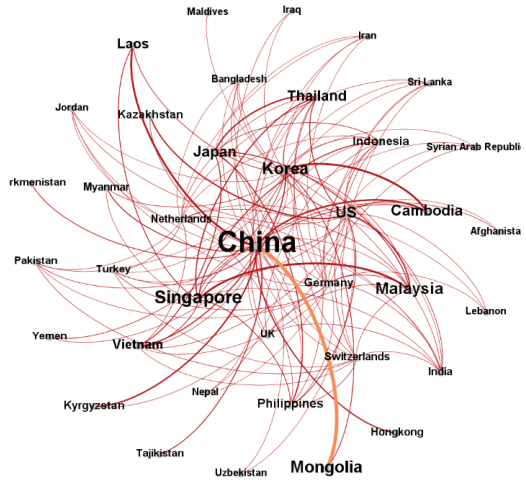 Maldives
Iraq
Laos
Iran
Bangladesh
Sri Lanka
Thailand
Jordan
Kazakhstan
Indonesia
Japan
Syrian Arab Republic
Korea
rkmenistan
Myanmar
US
Cambodia
Netherlands
Afghanistan
China
Pakistan
Turkey
Germany
Malaysia
Singapore
Lebanon
Yemen
UK
Vietnam
Switzerlands
India
Nepal
Kyrgyzstan
Philippines
Hongkong
Tajikistan
Mongolia
Uzbekistan